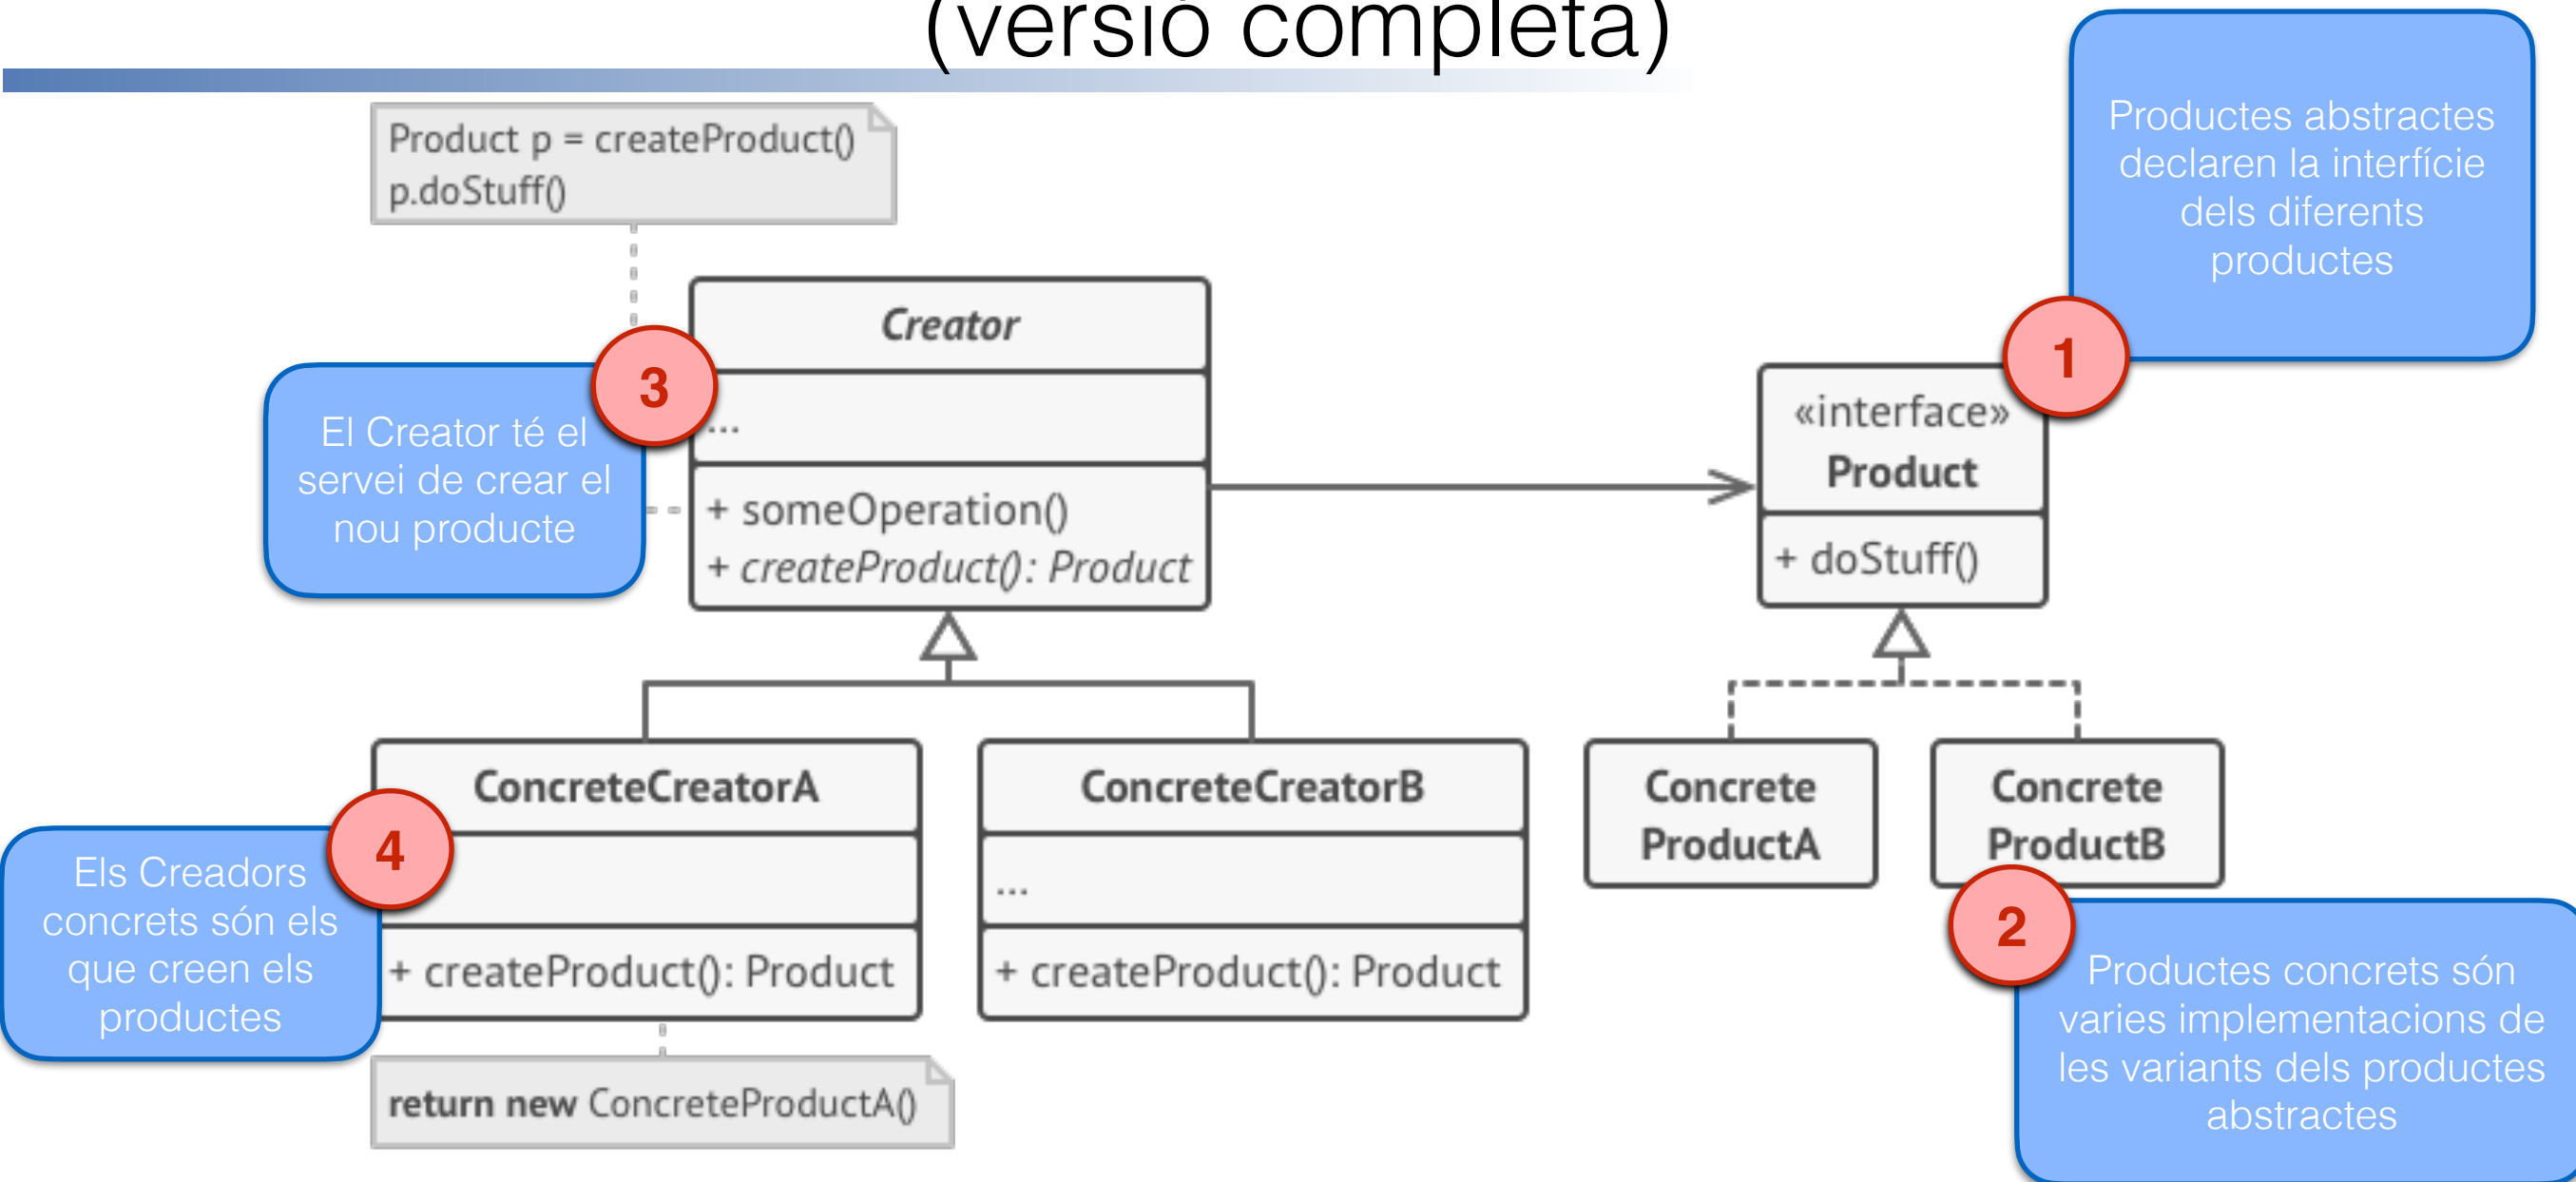 (versió completa)
Product p = createProduct()
p.doStuff()
Productes abstractes
declaren la interfície
dels diferents
productes
1
Creator
...
+ someOperation()
+ createProduct(): Product
3
El Creator té el
servei de crear el
nou producte
«interface»
Product
+ doStuff()
ConcreteCreatorA
+ createProduct(): Product
ConcreteCreatorB
...
+ createProduct(): Product
Concrete
ProductA
Concrete
ProductB
4
Els Creadors
concrets són els
que creen els
productes
2
Productes concrets són
varies implementacions de
les variants dels productes
abstractes
return new ConcreteProductA()